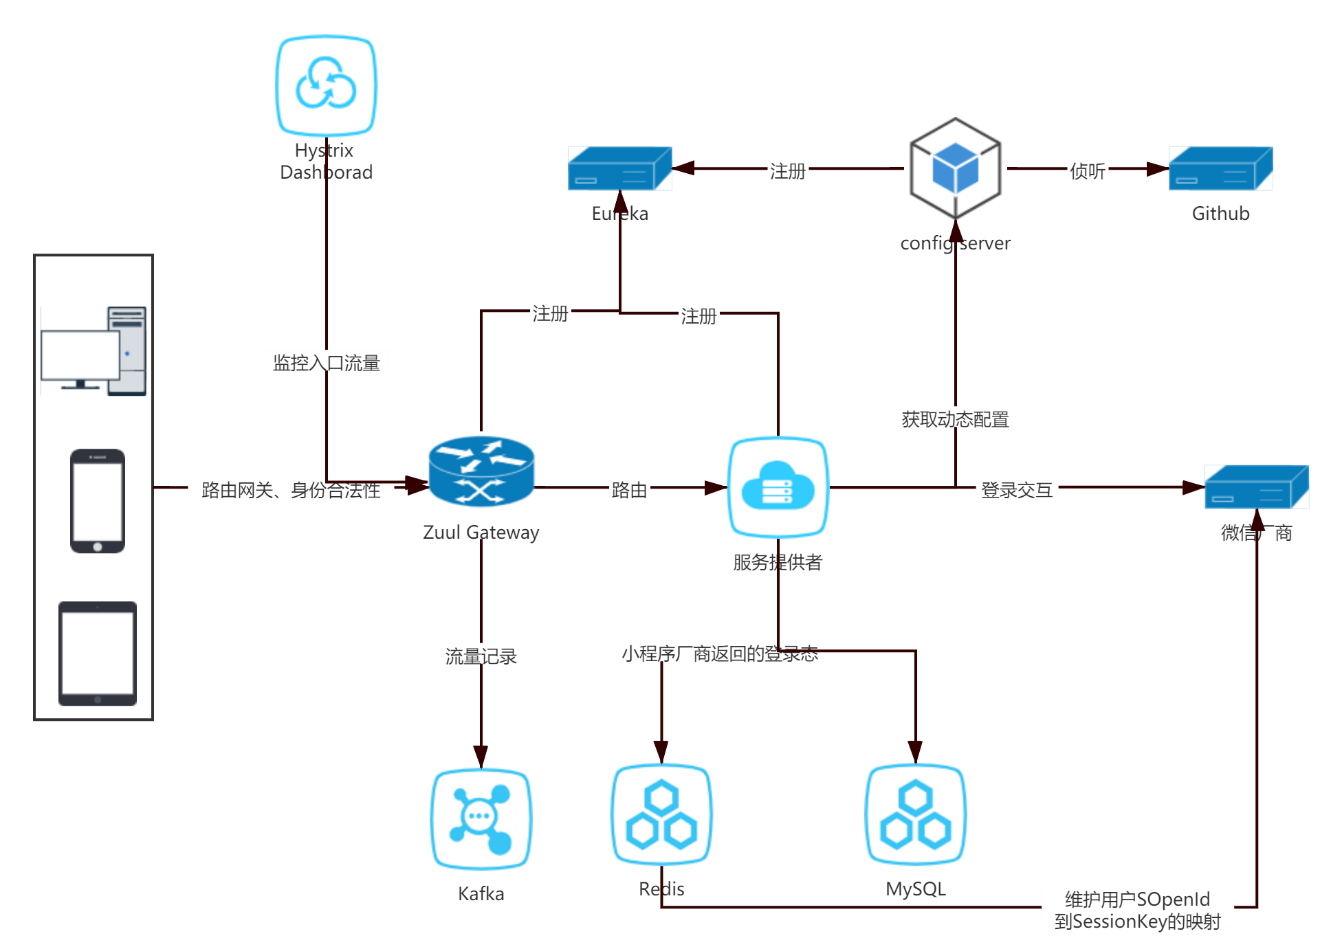 Hystrix
Dashborad
注册
侦听
Eureka
Github
config server
注册
注册
监控入口流量
获取动态配置
路由网关、身份合法性
路由
登录交互
Zuul Gateway
微信厂商
服务提供者
流量记录
小程序厂商返回的登录态
Kafka
Redis
MySQL
维护用户SOpenId
到SessionKey的映射